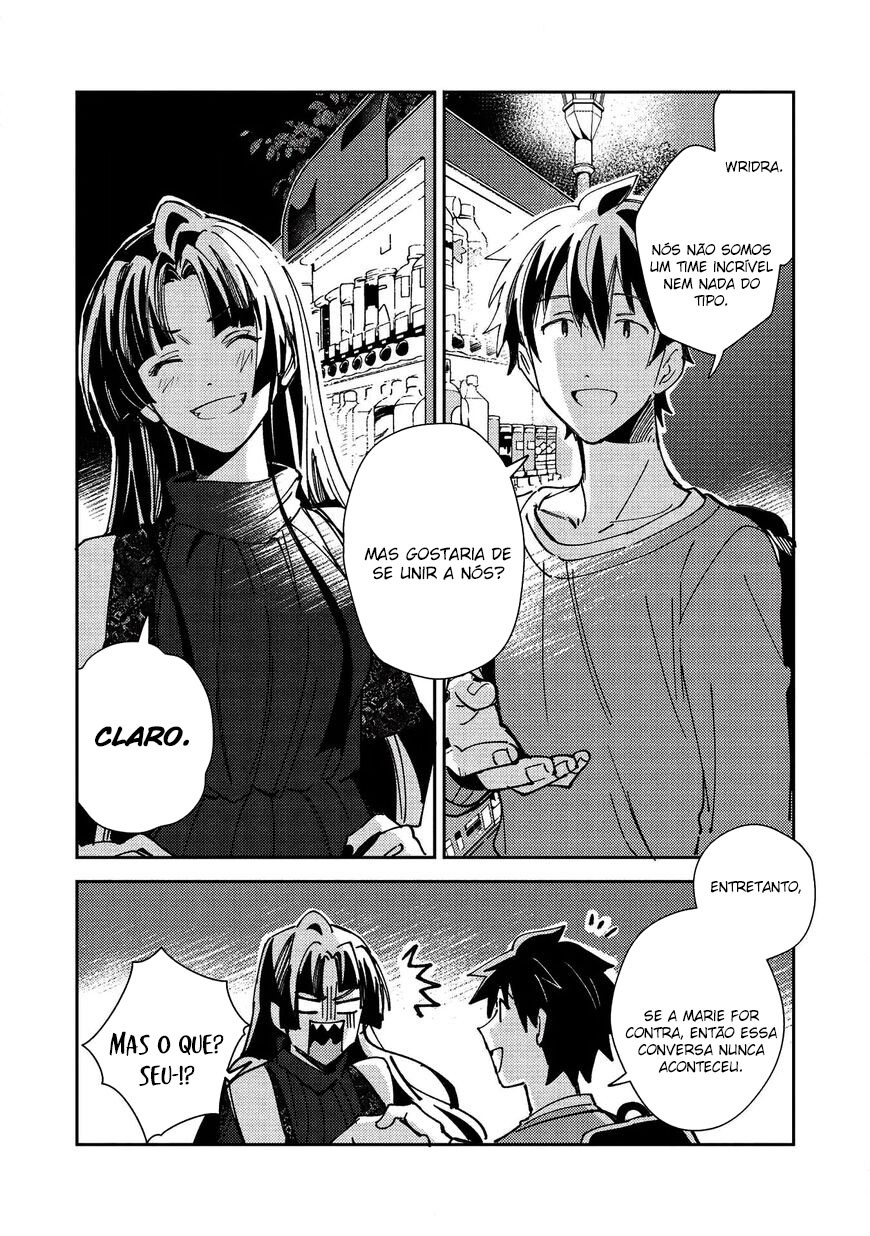 WRIDRA.
NÓS NÃO SOMOS
UM TIME INCRÍVEL
NEM NADA DO
TIPO.
MAS GOSTARIA DE
SE UNIR A NÓS?
CLARO.
ENTRETANTO,
SE A MARIE FOR
CONTRA, ENTÃO ESSA
CONVERSA NUNCA
ACONTECEU.
MAS O QUE?
SEU-!?